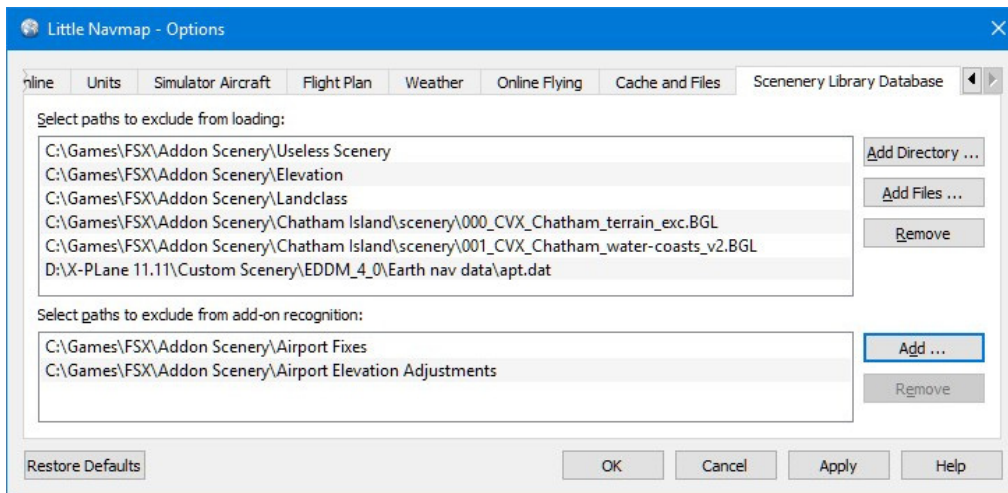 Little Navmap - Options
nline Units Simulator Aircraft Flight Plan Weather Online Flying Cache and Files Scenenery Library Database
Select paths to exclude from loading:
C:\Games\FSX\Addon Scenery\Useless Scenery
Add Directory ...
C:\Games\FSX\Addon Scenery\Elevation
C:\Games\FSX\Addon Scenery\Landclass
Add Files ...
C:\Games\FSX\Addon Scenery\Chatham Island\scenery\000_CVX_Chatham_terrain_exc.BGL
C:\Games\FSX\Addon Scenery\Chatham Island\scenery\001_CVX_Chatham_water-coasts_v2.BGL
Remove
D:\X-PLane 11.11\Custom Scenery\EDDM_4_0\Earth nav data\apt.dat
Select paths to exclude from add-on recognition:
C:\Games\FSX\Addon Scenery\Airport Fixes
Add ...
C:\Games\FSX\Addon Scenery\Airport Elevation Adjustments
Remove
Restore Defaults OK Cancel Apply Help